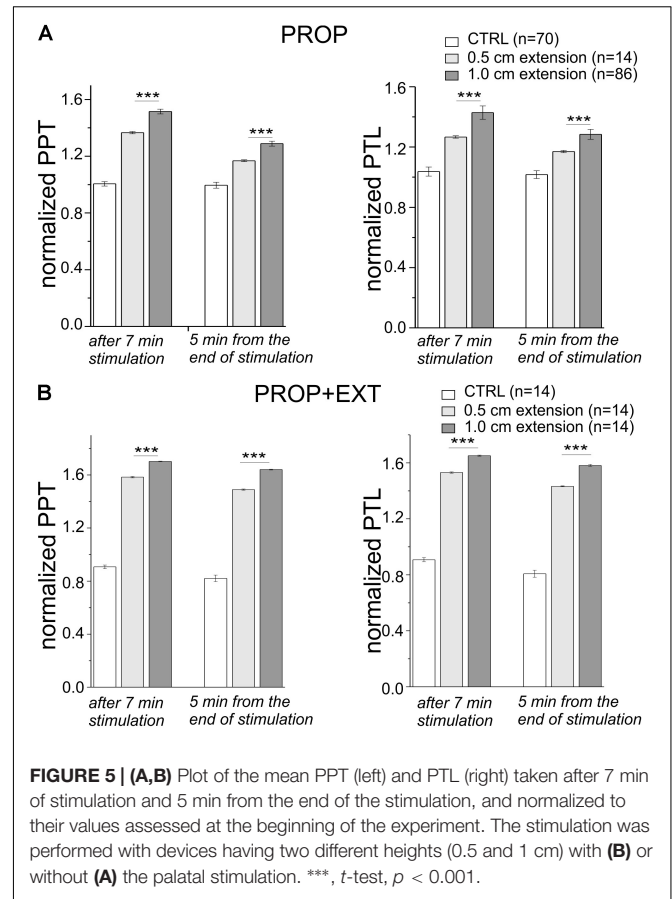 A
PROP
CTRL (n=70)
0.5 cm extension (n=14)
1.0 cm extension (n=86)
normalized PPT
1.6
1.2
0.8
0.4
0.0
***
***
after 7 min
stimulation
5 min from the
end of stimulation
normalized PTL
1.6
1.2
0.8
0.4
0.0
***
***
after 7 min
stimulation
5 min from the
end of stimulation
B
PROP+EXT
CTRL (n=14)
0.5 cm extension (n=14)
1.0 cm extension (n=14)
normalized PPT
1.6
1.2
0.8
0.4
0.0
***
***
after 7 min
stimulation
5 min from the
end of stimulation
normalized PTL
1.6
1.2
0.8
0.4
0.0
***
***
after 7 min
stimulation
5 min from the
end of stimulation
FIGURE 5 | (A,B) Plot of the mean PPT (left) and PTL (right) taken after 7 min
of stimulation and 5 min from the end of the stimulation, and normalized to
their values assessed at the beginning of the experiment. The stimulation was
performed with devices having two different heights (0.5 and 1 cm) with (B) or
without (A) the palatal stimulation. ***, t-test, p < 0.001.